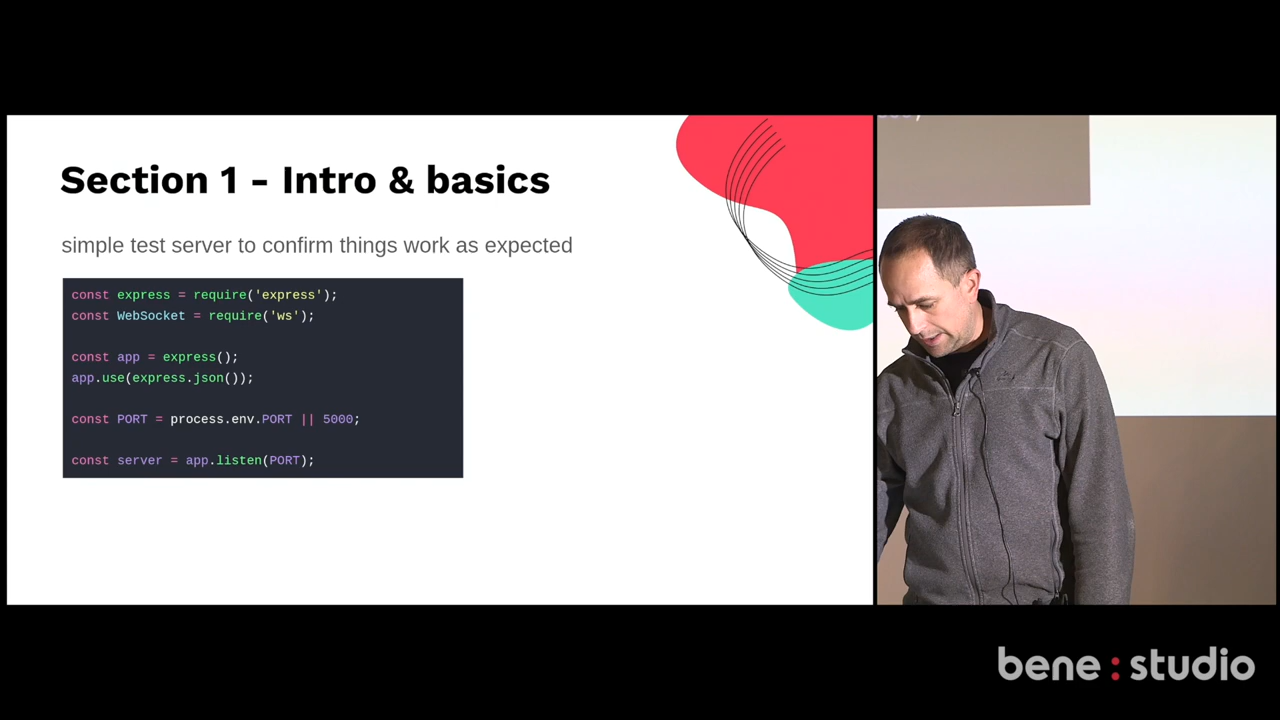 Section 1 - Intro & basics
simple test server to confirm things work as expected
const express = require('express');
const WebSocket = require('ws');
const app = express();
app.use(express.json());
const PORT = process.env.PORT || 5000;
const server = app.listen(PORT);
bene : studio